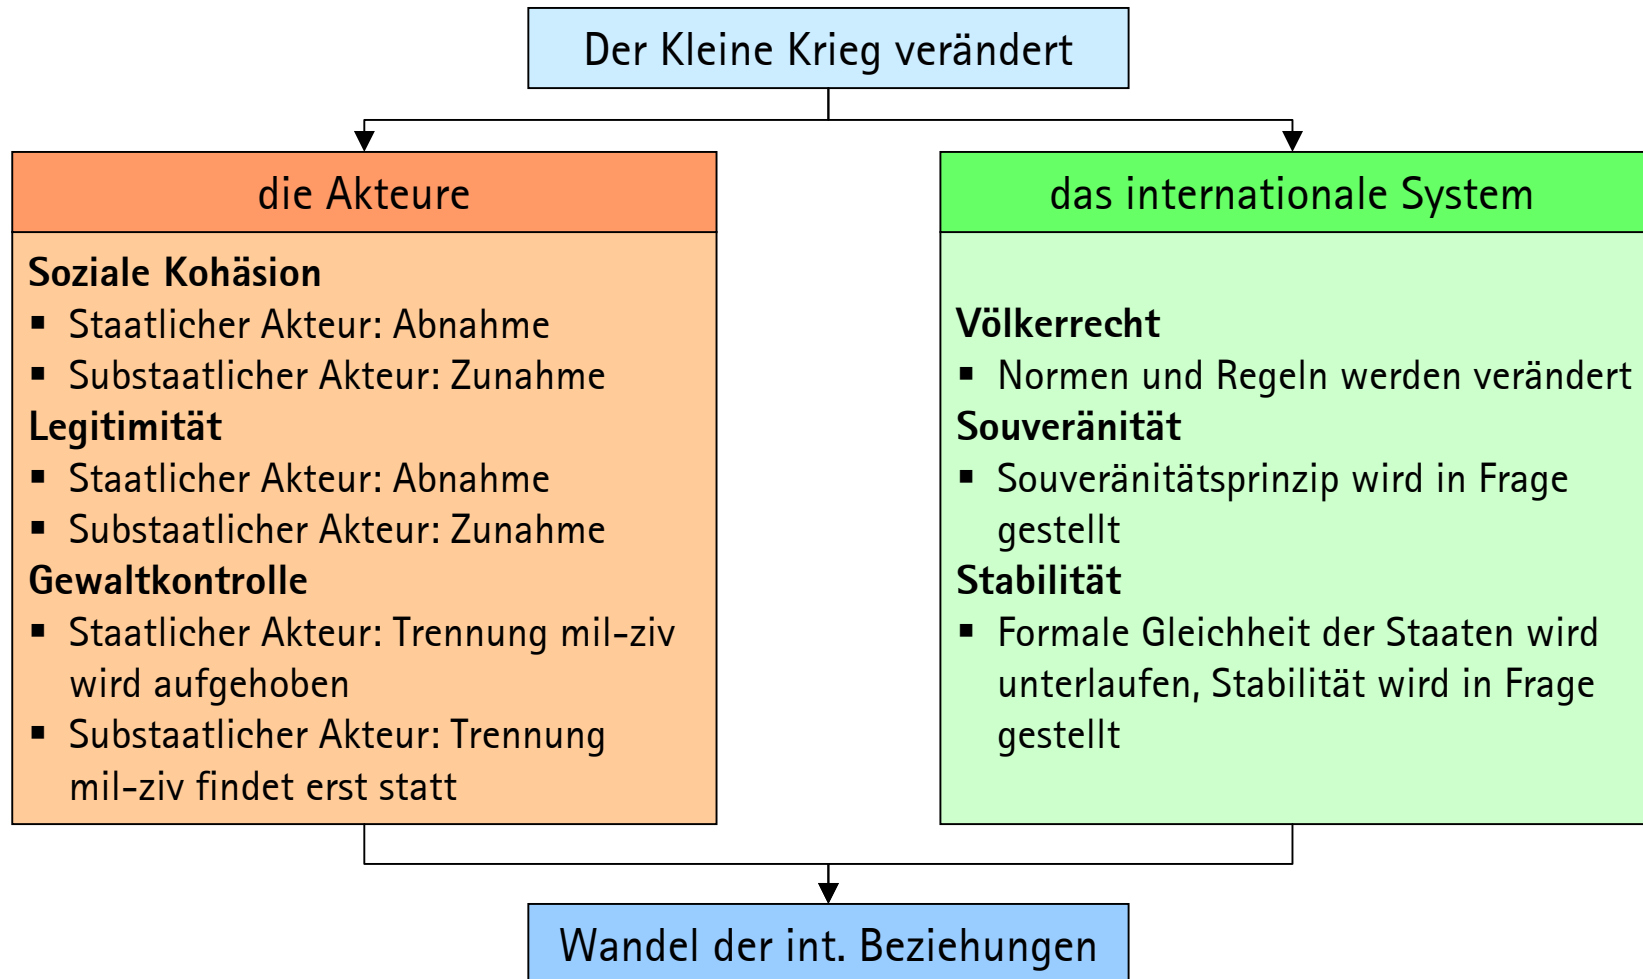 Der Kleine Krieg verändert
die Akteure
Soziale Kohäsion
▪ Staatlicher Akteur: Abnahme
▪ Substaatlicher Akteur: Zunahme
Legitimität
▪ Staatlicher Akteur: Abnahme
▪ Substaatlicher Akteur: Zunahme
Gewaltkontrolle
▪ Staatlicher Akteur: Trennung mil-ziv
wird aufgehoben
▪ Substaatlicher Akteur: Trennung
mil-ziv findet erst statt
das internationale System
Völkerrecht
▪ Normen und Regeln werden verändert
Souveränität
▪ Souveränitätsprinzip wird in Frage
gestellt
Stabilität
▪ Formale Gleichheit der Staaten wird
unterlaufen, Stabilität wird in Frage
gestellt
Wandel der int. Beziehungen